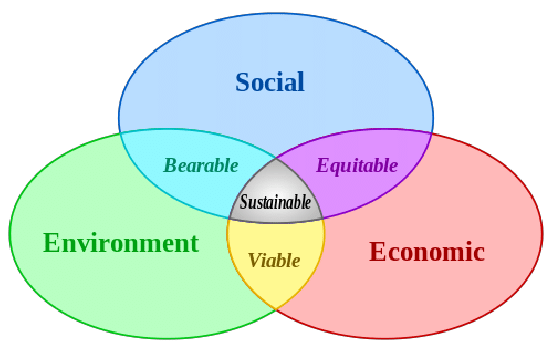 Social
Bearable
Equitable
Sustainable
Environment
Economic
Viable